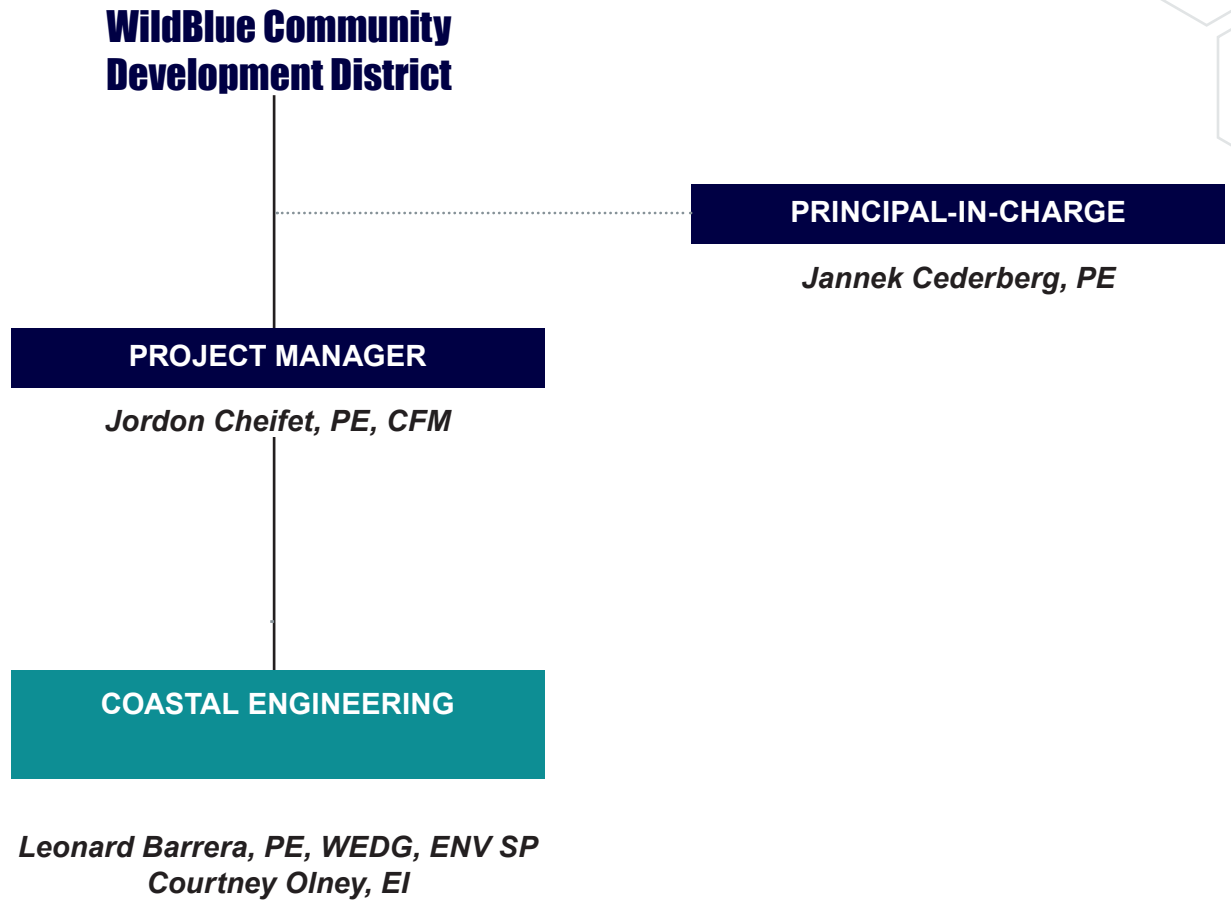 WildBlue Community
Development District
PRINCIPAL-IN-CHARGE
Jannek Cederberg, PE
PROJECT MANAGER
Jordon Cheifet, PE, CFM
COASTAL ENGINEERING
Leonard Barrera, PE, WEDG, ENV SP
Courtney Olney, EI